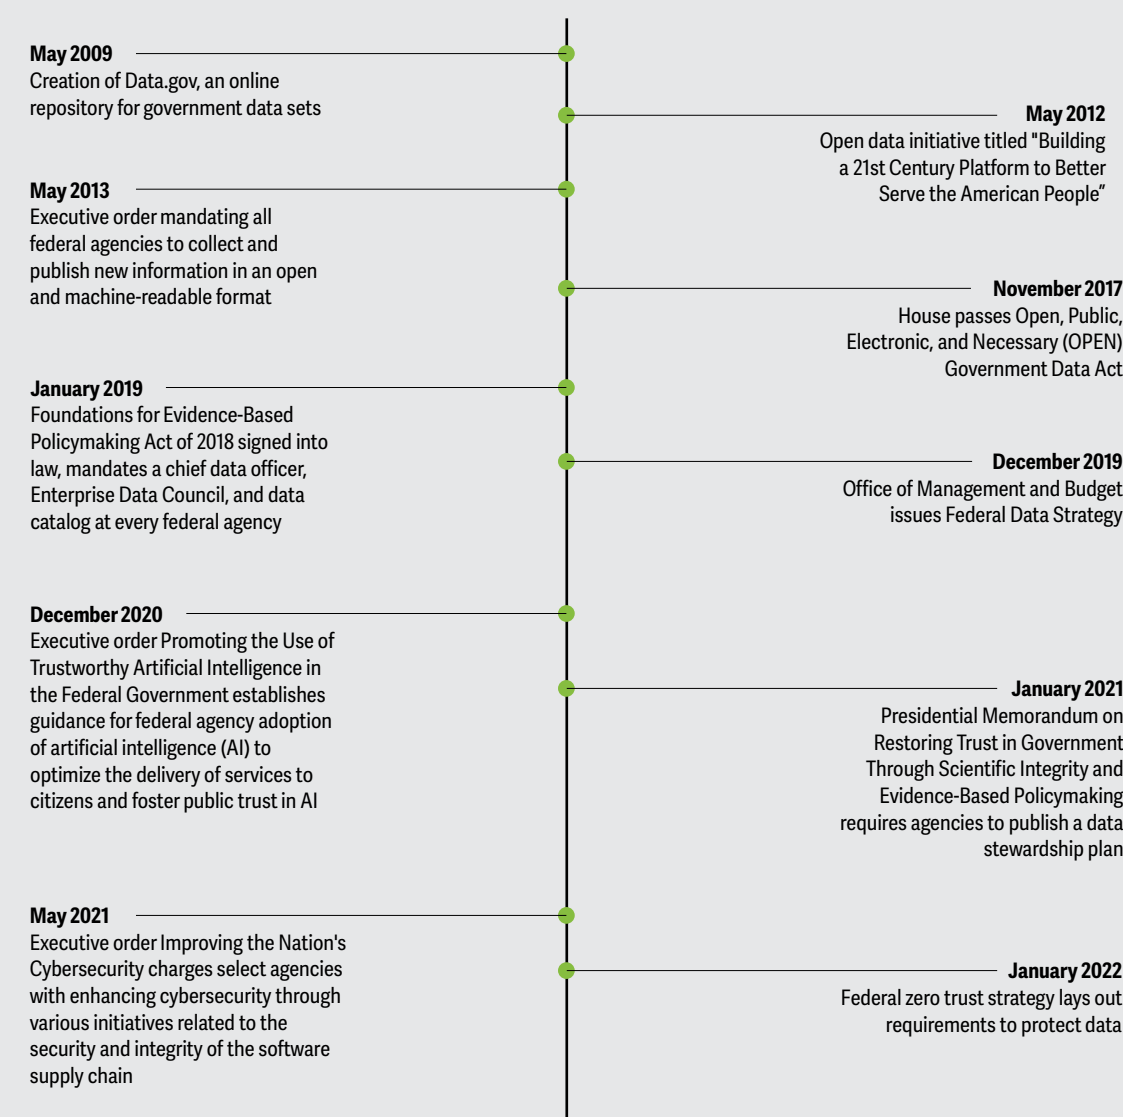 May 2009
Creation of Data.gov, an online
repository for government data sets
May 2012
Open data initiative titled "Building
a 21st Century Platform to Better
Serve the American People”
May 2013
Executive order mandating all
federal agencies to collect and
publish new information in an open
and machine-readable format
November 2017
House passes Open, Public,
Electronic, and Necessary (OPEN)
Government Data Act
January 2019
Foundations for Evidence-Based
Policymaking Act of 2018 signed into
law, mandates a chief data officer,
Enterprise Data Council, and data
catalog at every federal agency
December 2019
Office of Management and Budget
issues Federal Data Strategy
December 2020
Executive order Promoting the Use of
Trustworthy Artificial Intelligence in
the Federal Government establishes
guidance for federal agency adoption
of artificial intelligence (AI) to
optimize the delivery of services to
citizens and foster public trust in AI
January 2021
Presidential Memorandum on
Restoring Trust in Government
Through Scientific Integrity and
Evidence-Based Policymaking
requires agencies to publish a data
stewardship plan
May 2021
Executive order Improving the Nation's
Cybersecurity charges select agencies
with enhancing cybersecurity through
various initiatives related to the
security and integrity of the software
supply chain
January 2022
Federal zero trust strategy lays out
requirements to protect data